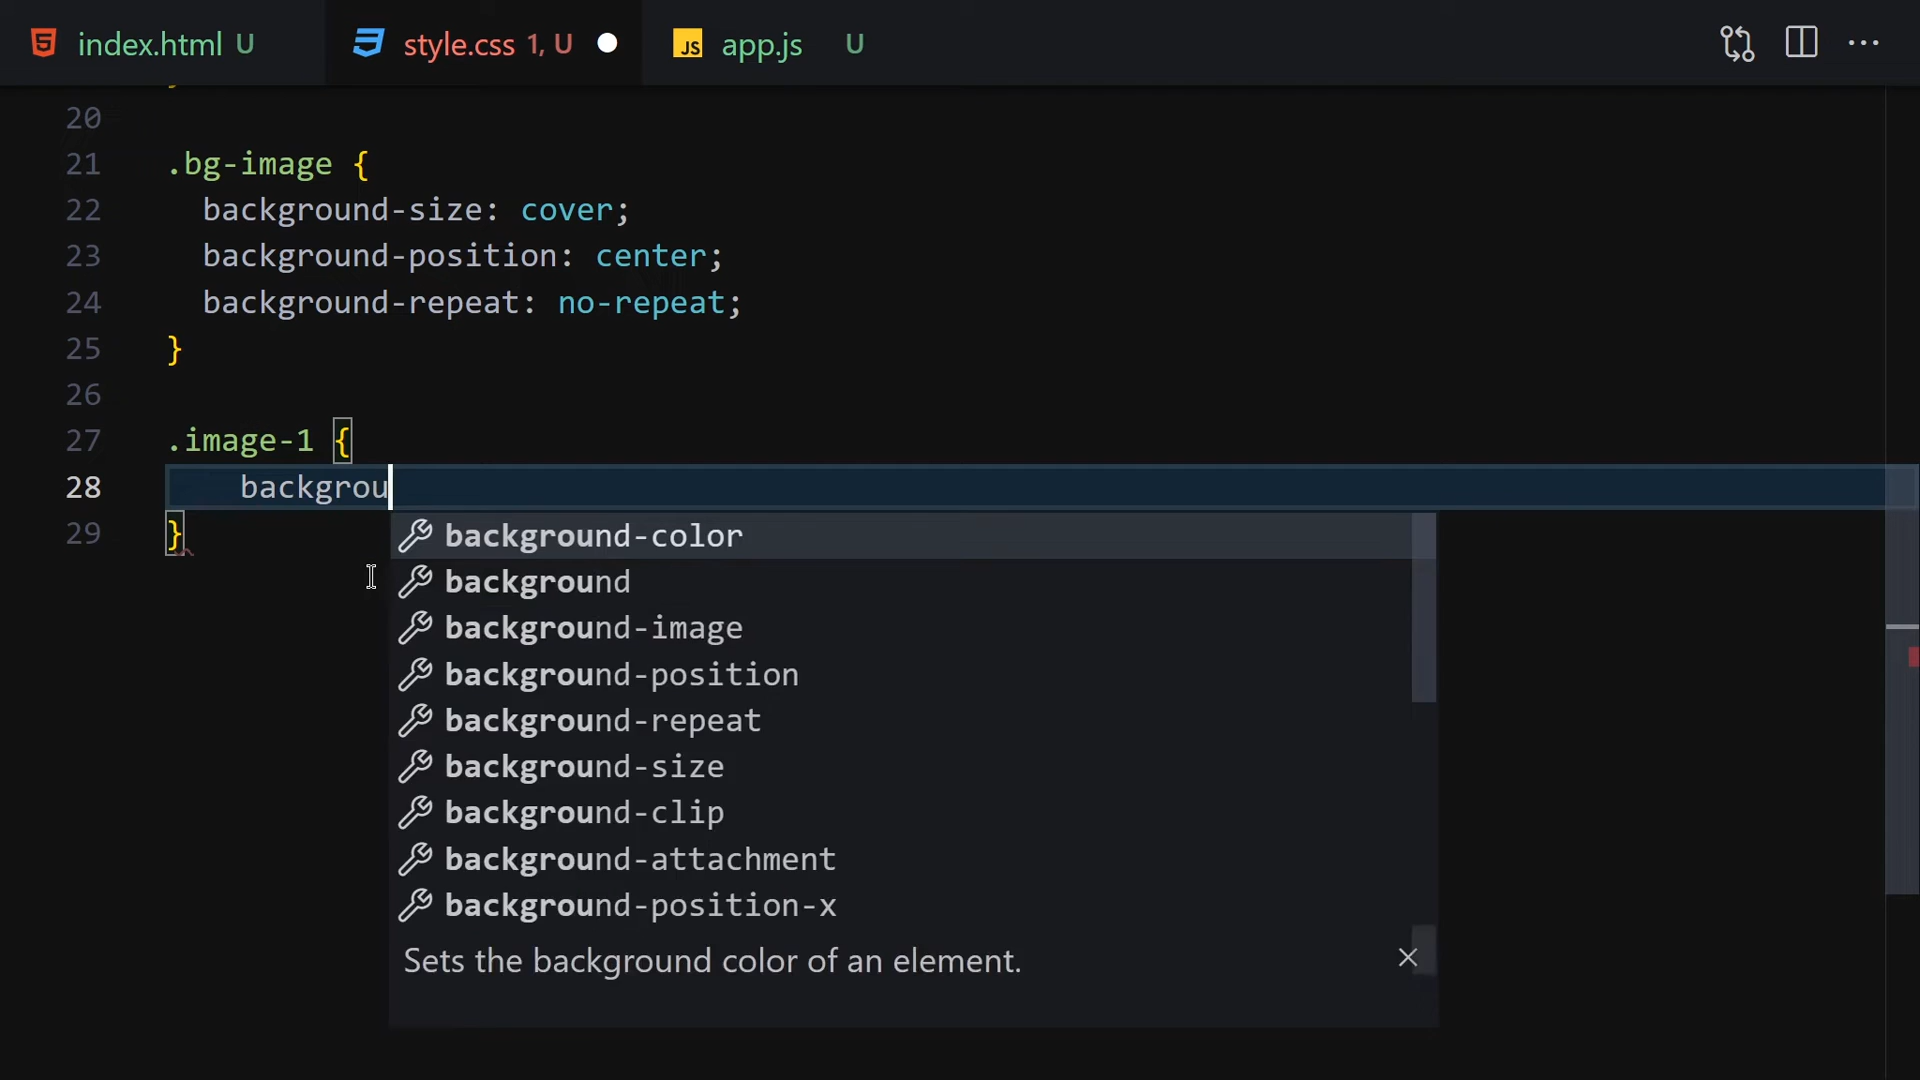 index.html U style.css 1, U app.js U
20
21 .bg-image {
22 background-size: cover;
23 background-position: center;
24 background-repeat: no-repeat;
25 }
26
27 .image-1 {
28 backgrou
29 }
background-color
background
background-image
background-position
background-repeat
background-size
background-clip
background-attachment
background-position-x
Sets the background color of an element.